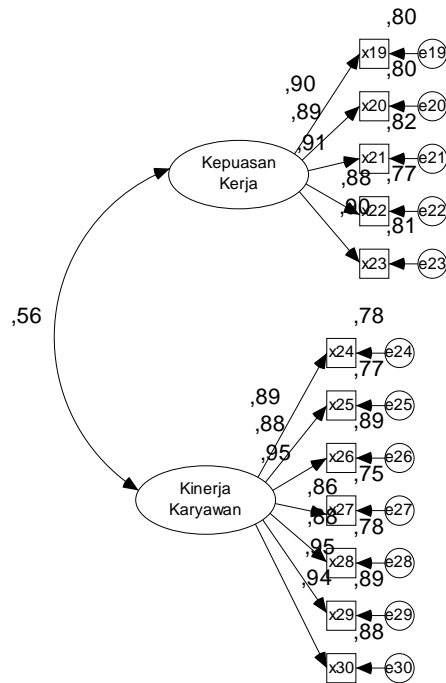 ,80
x19 e19
,80
,90
x20 e20
,89
,82
,91
x21 e21
Kepuasan
Kerja
,88
,77
x22 e22
,90
,81
x23 e23
,56
,78
x24 e24
,77
,89
x25 e25
,88
,89
x26 e26
,95
,75
,86
x27 e27
Kinerja
Karyawan
,88
,78
x28 e28
,95
,89
,94
x29 e29
,88
x30 e30